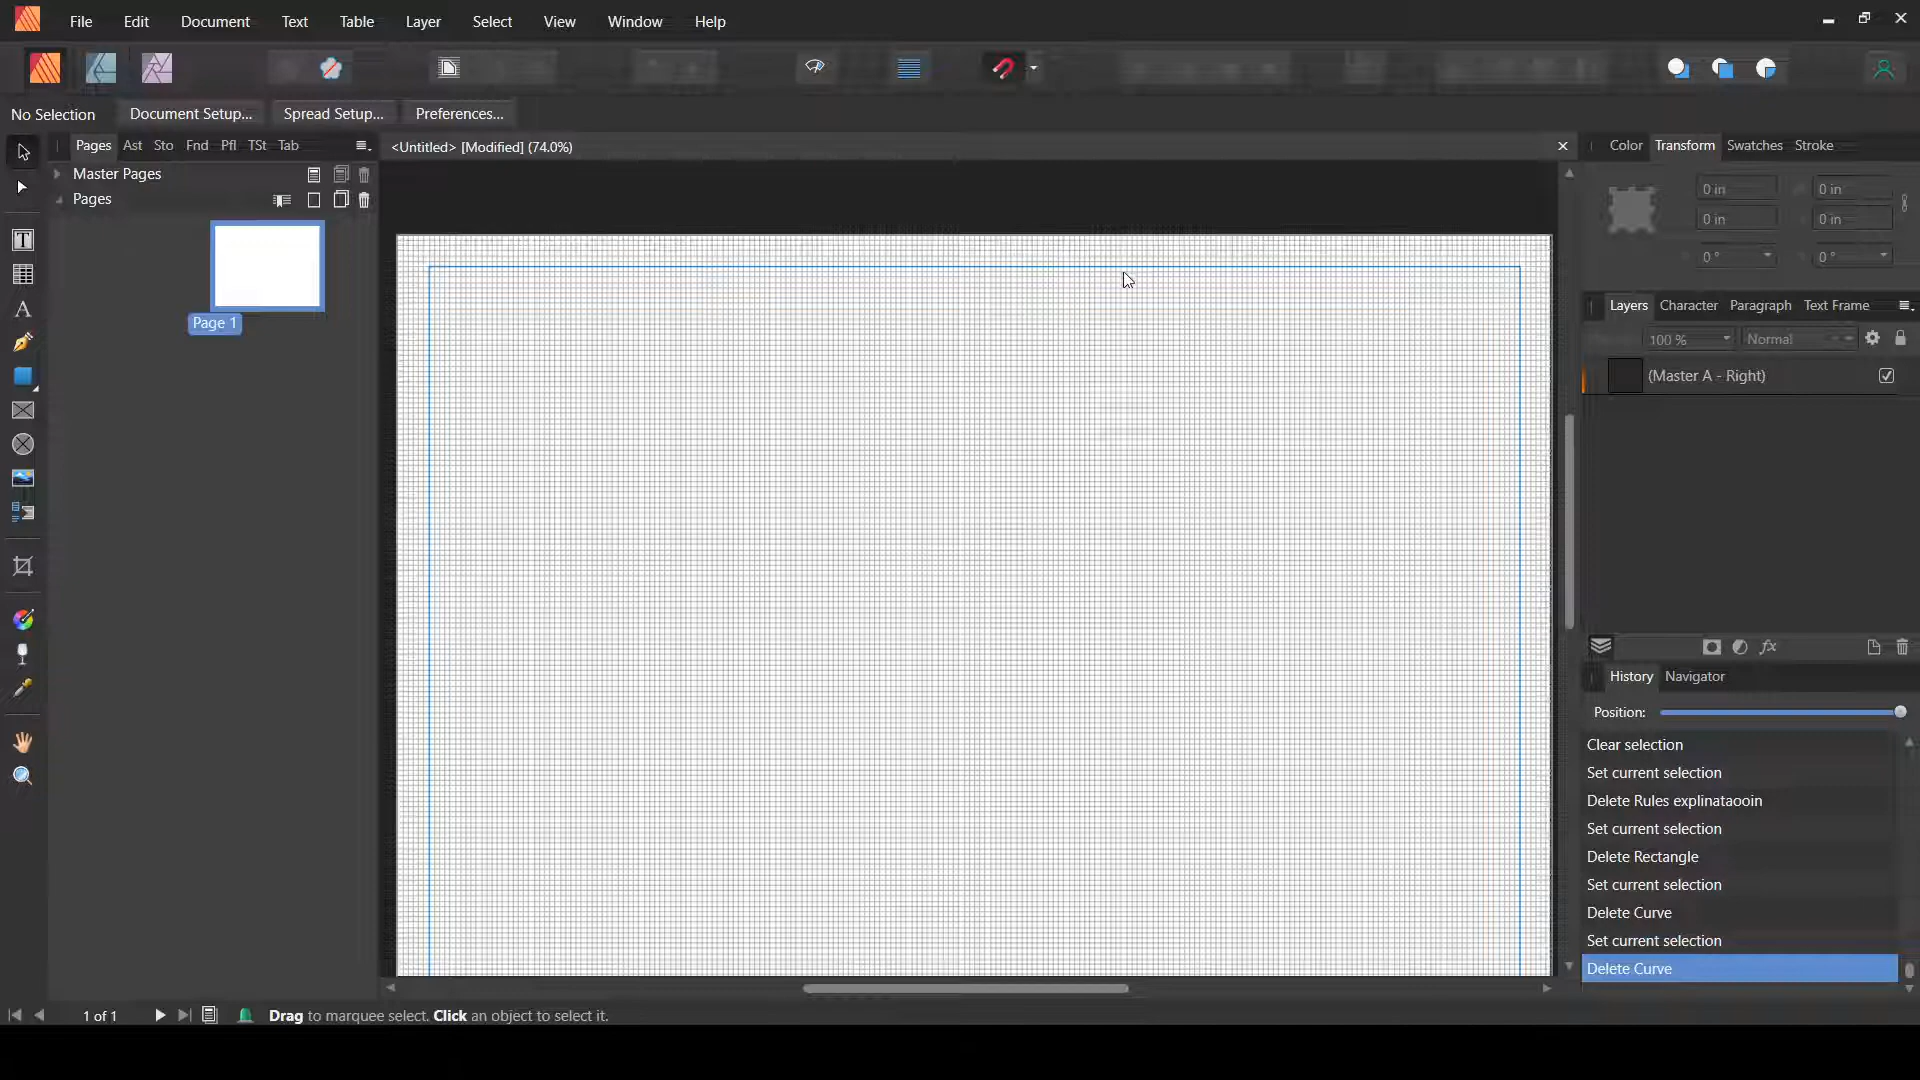 File Edit Document Text Table Layer Select View Window Help
No Selection Document Setup... Spread Setup... Preferences...
Pages Ast Sto Fnd Pfl TSt Tab
<Untitled> [Modified] (74.0%)
Color Transform Swatches Stroke
Master Pages
Pages
0 in 0 in
0 in 0 in
0 ° 0 °
Page 1
Layers Character Paragraph Text Frame
100 % Normal
(Master A - Right)
History Navigator
Position:
Clear selection
Set current selection
Delete Rules explinataooin
Set current selection
Delete Rectangle
Set current selection
Delete Curve
Set current selection
Delete Curve
1 of 1 Drag to marquee select. Click an object to select it.